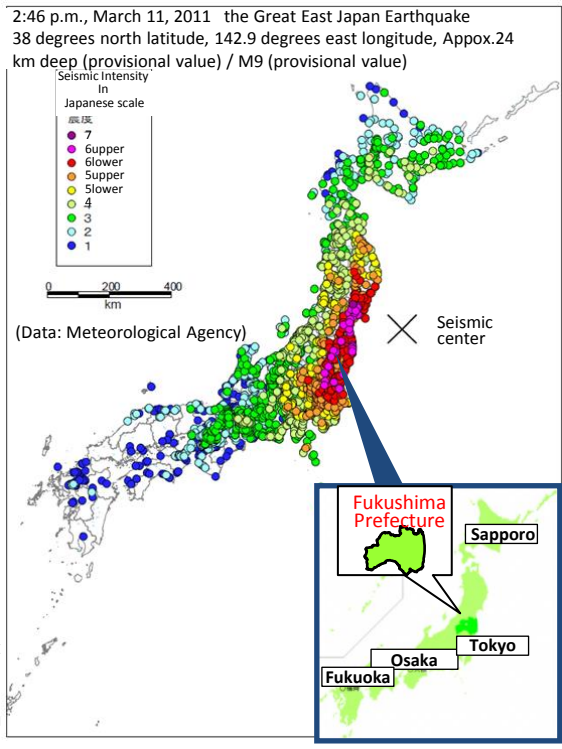 2:46 p.m., March 11, 2011 the Great East Japan Earthquake
38 degrees north latitude, 142.9 degrees east longitude, Appox.24
km deep (provisional value) / M9 (provisional value)
Seismic Intensity
In
Japanese scale
震度
7
6upper
6lower
5upper
5lower
4
3
2
1
0 200 400
km
(Data: Meteorological Agency)
Seismic
center
Fukushima
Prefecture
Sapporo
Tokyo
Osaka
Fukuoka